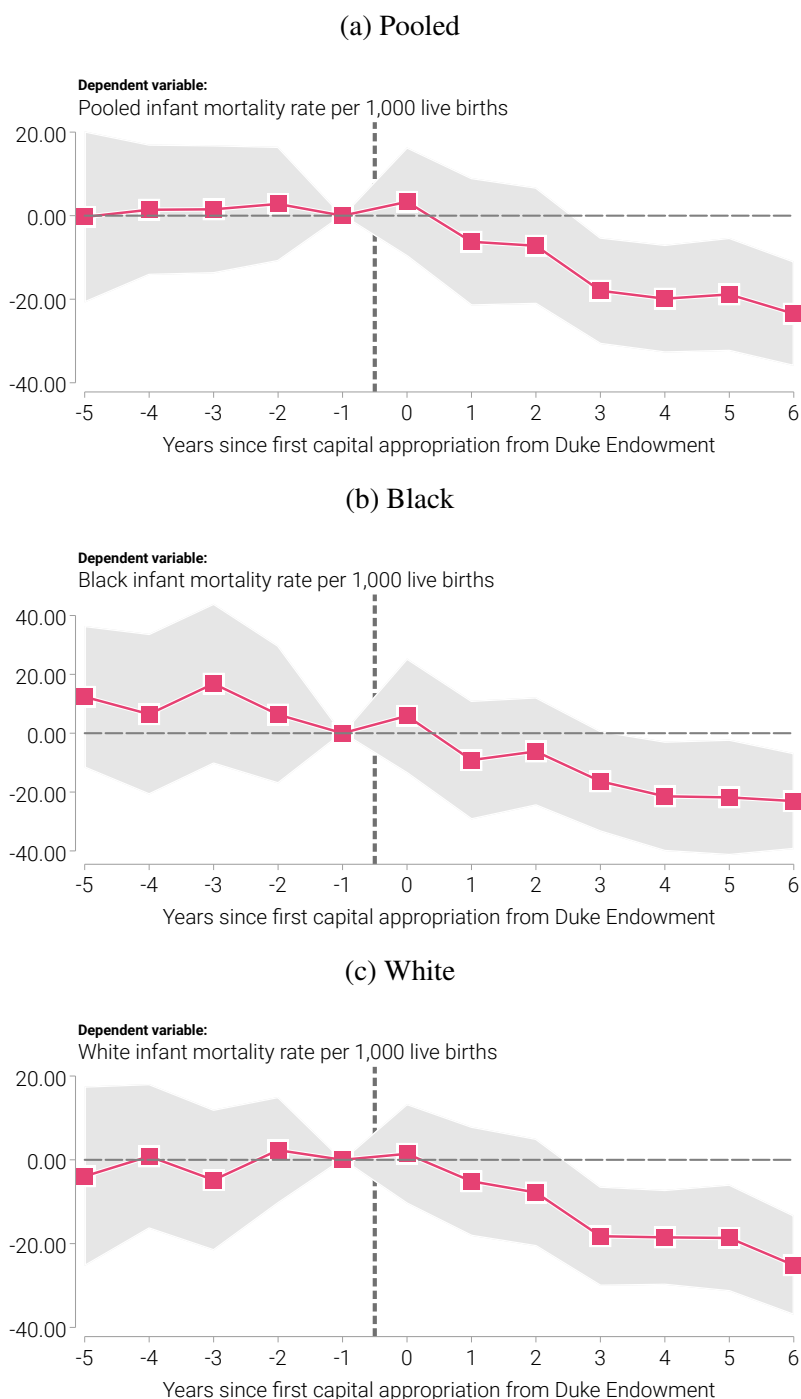 (a) Pooled
Dependent variable:
Pooled infant mortality rate per 1,000 live births
20.00
0.00
-20.00
-40.00
-5 -4 -3 -2 -1 0 1 2 3 4 5 6
Years since first capital appropriation from Duke Endowment
(b) Black
Dependent variable:
Black infant mortality rate per 1,000 live births
40.00
20.00
0.00
-20.00
-40.00
-5 -4 -3 -2 -1 0 1 2 3 4 5 6
Years since first capital appropriation from Duke Endowment
(c) White
Dependent variable:
White infant mortality rate per 1,000 live births
20.00
0.00
-20.00
-40.00
-5 -4 -3 -2 -1 0 1 2 3 4 5 6
Years since first capital appropriation from Duke Endowment